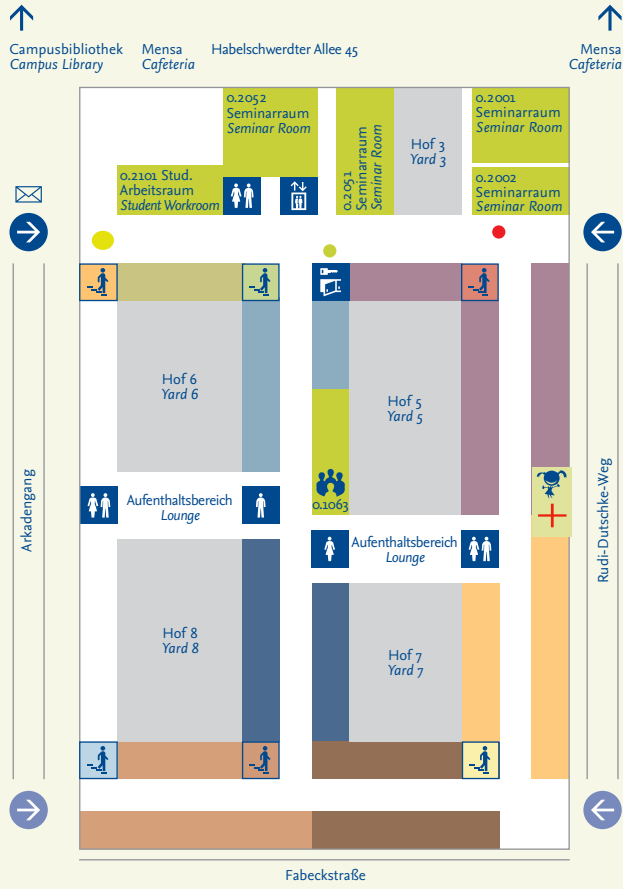 Campusbibliothek
Campus Library
Mensa
Cafeteria
Habelschwerdter Allee 45
Mensa
Cafeteria
0.2052
Seminarraum
Seminar Room
0.2051
Seminarraum
Seminar Room
Hof 3
Yard 3
0.2001
Seminarraum
Seminar Room
0.2101 Stud.
Arbeitsraum
Student Workroom
0.2002
Seminarraum
Seminar Room
Hof 6
Yard 6
Hof 5
Yard 5
Arkadengang
Aufenthaltsbereich
Lounge
0.1063
Rudi-Dutschke-Weg
Aufenthaltsbereich
Lounge
Hof 8
Yard 8
Hof 7
Yard 7
Fabeckstraße